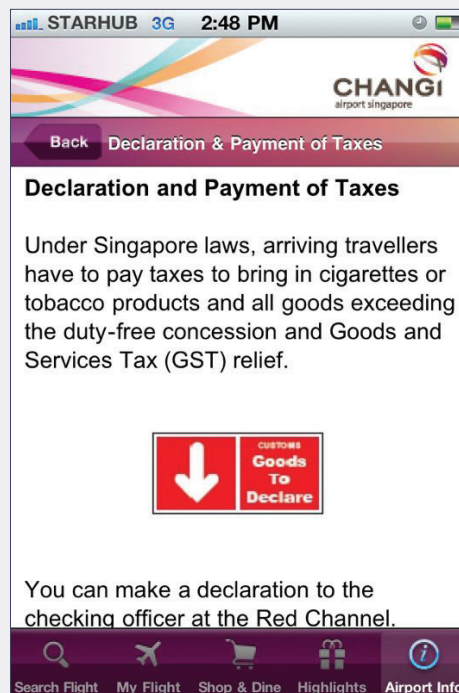 STARHUB 3G 2:48 PM
CHANGI
airport singapore
Back Declaration & Payment of Taxes
Declaration and Payment of Taxes
Under Singapore laws, arriving travellers
have to pay taxes to bring in cigarettes or
tobacco products and all goods exceeding
the duty-free concession and Goods and
Services Tax (GST) relief.
CUSTOMS
Goods
To
Declare
You can make a declaration to the
checking officer at the Red Channel.
Search Flight My Flight Shop & Dine Highlights Airport Info